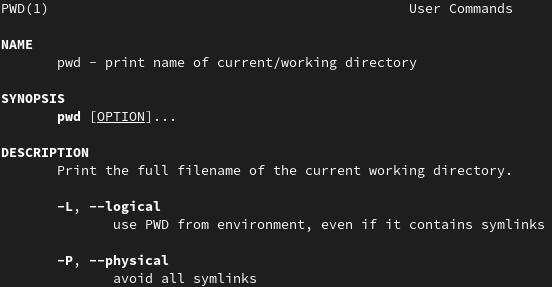 PWD(1) User Commands
NAME
pwd - print name of current/working directory
SYNOPSIS
pwd [OPTION]...
DESCRIPTION
Print the full filename of the current working directory.
-L, --logical
use PWD from environment, even if it contains symlinks
-P, --physical
avoid all symlinks